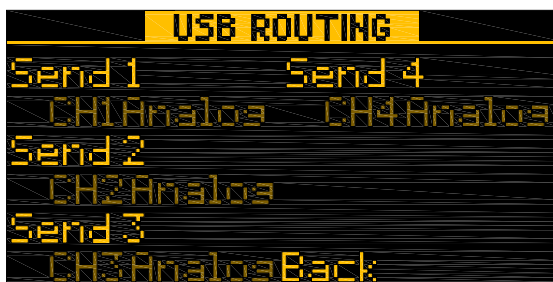 USB ROUTING
Send 1
CH1Analog
Send 2
CH2Analog
Send 3
CH3Analog
Send 4
CH4Analog
Back